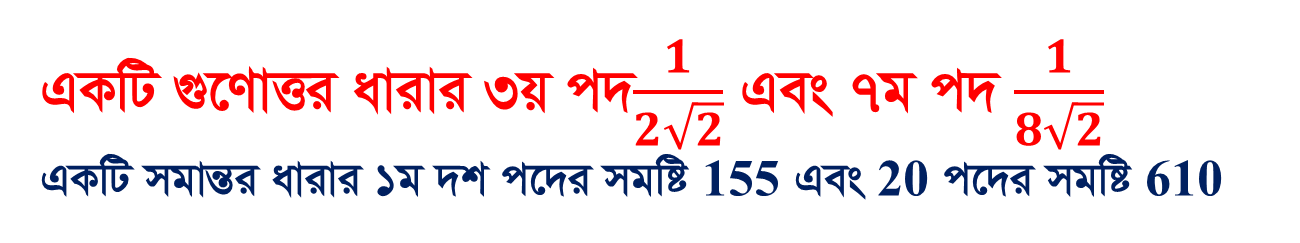 একটি গুণোত্তর ধারার ৩য় পদ 1/2√2 এবং ৭ম পদ 1/8√2
একটি সমান্তর ধারার ১ম দশ পদের সমষ্টি 155 এবং 20 পদের সমষ্টি 610